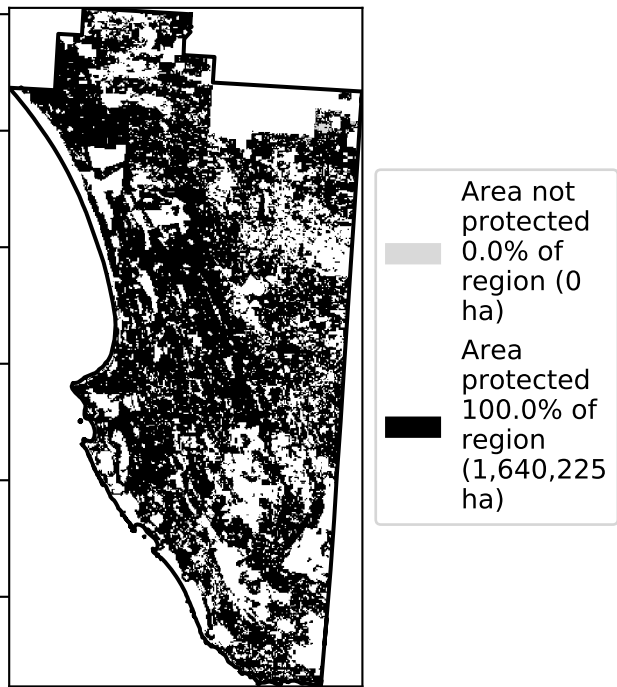 Area not
protected
0.0% of
region (0
ha)
Area
protected
100.0% of
region
(1,640,225
ha)